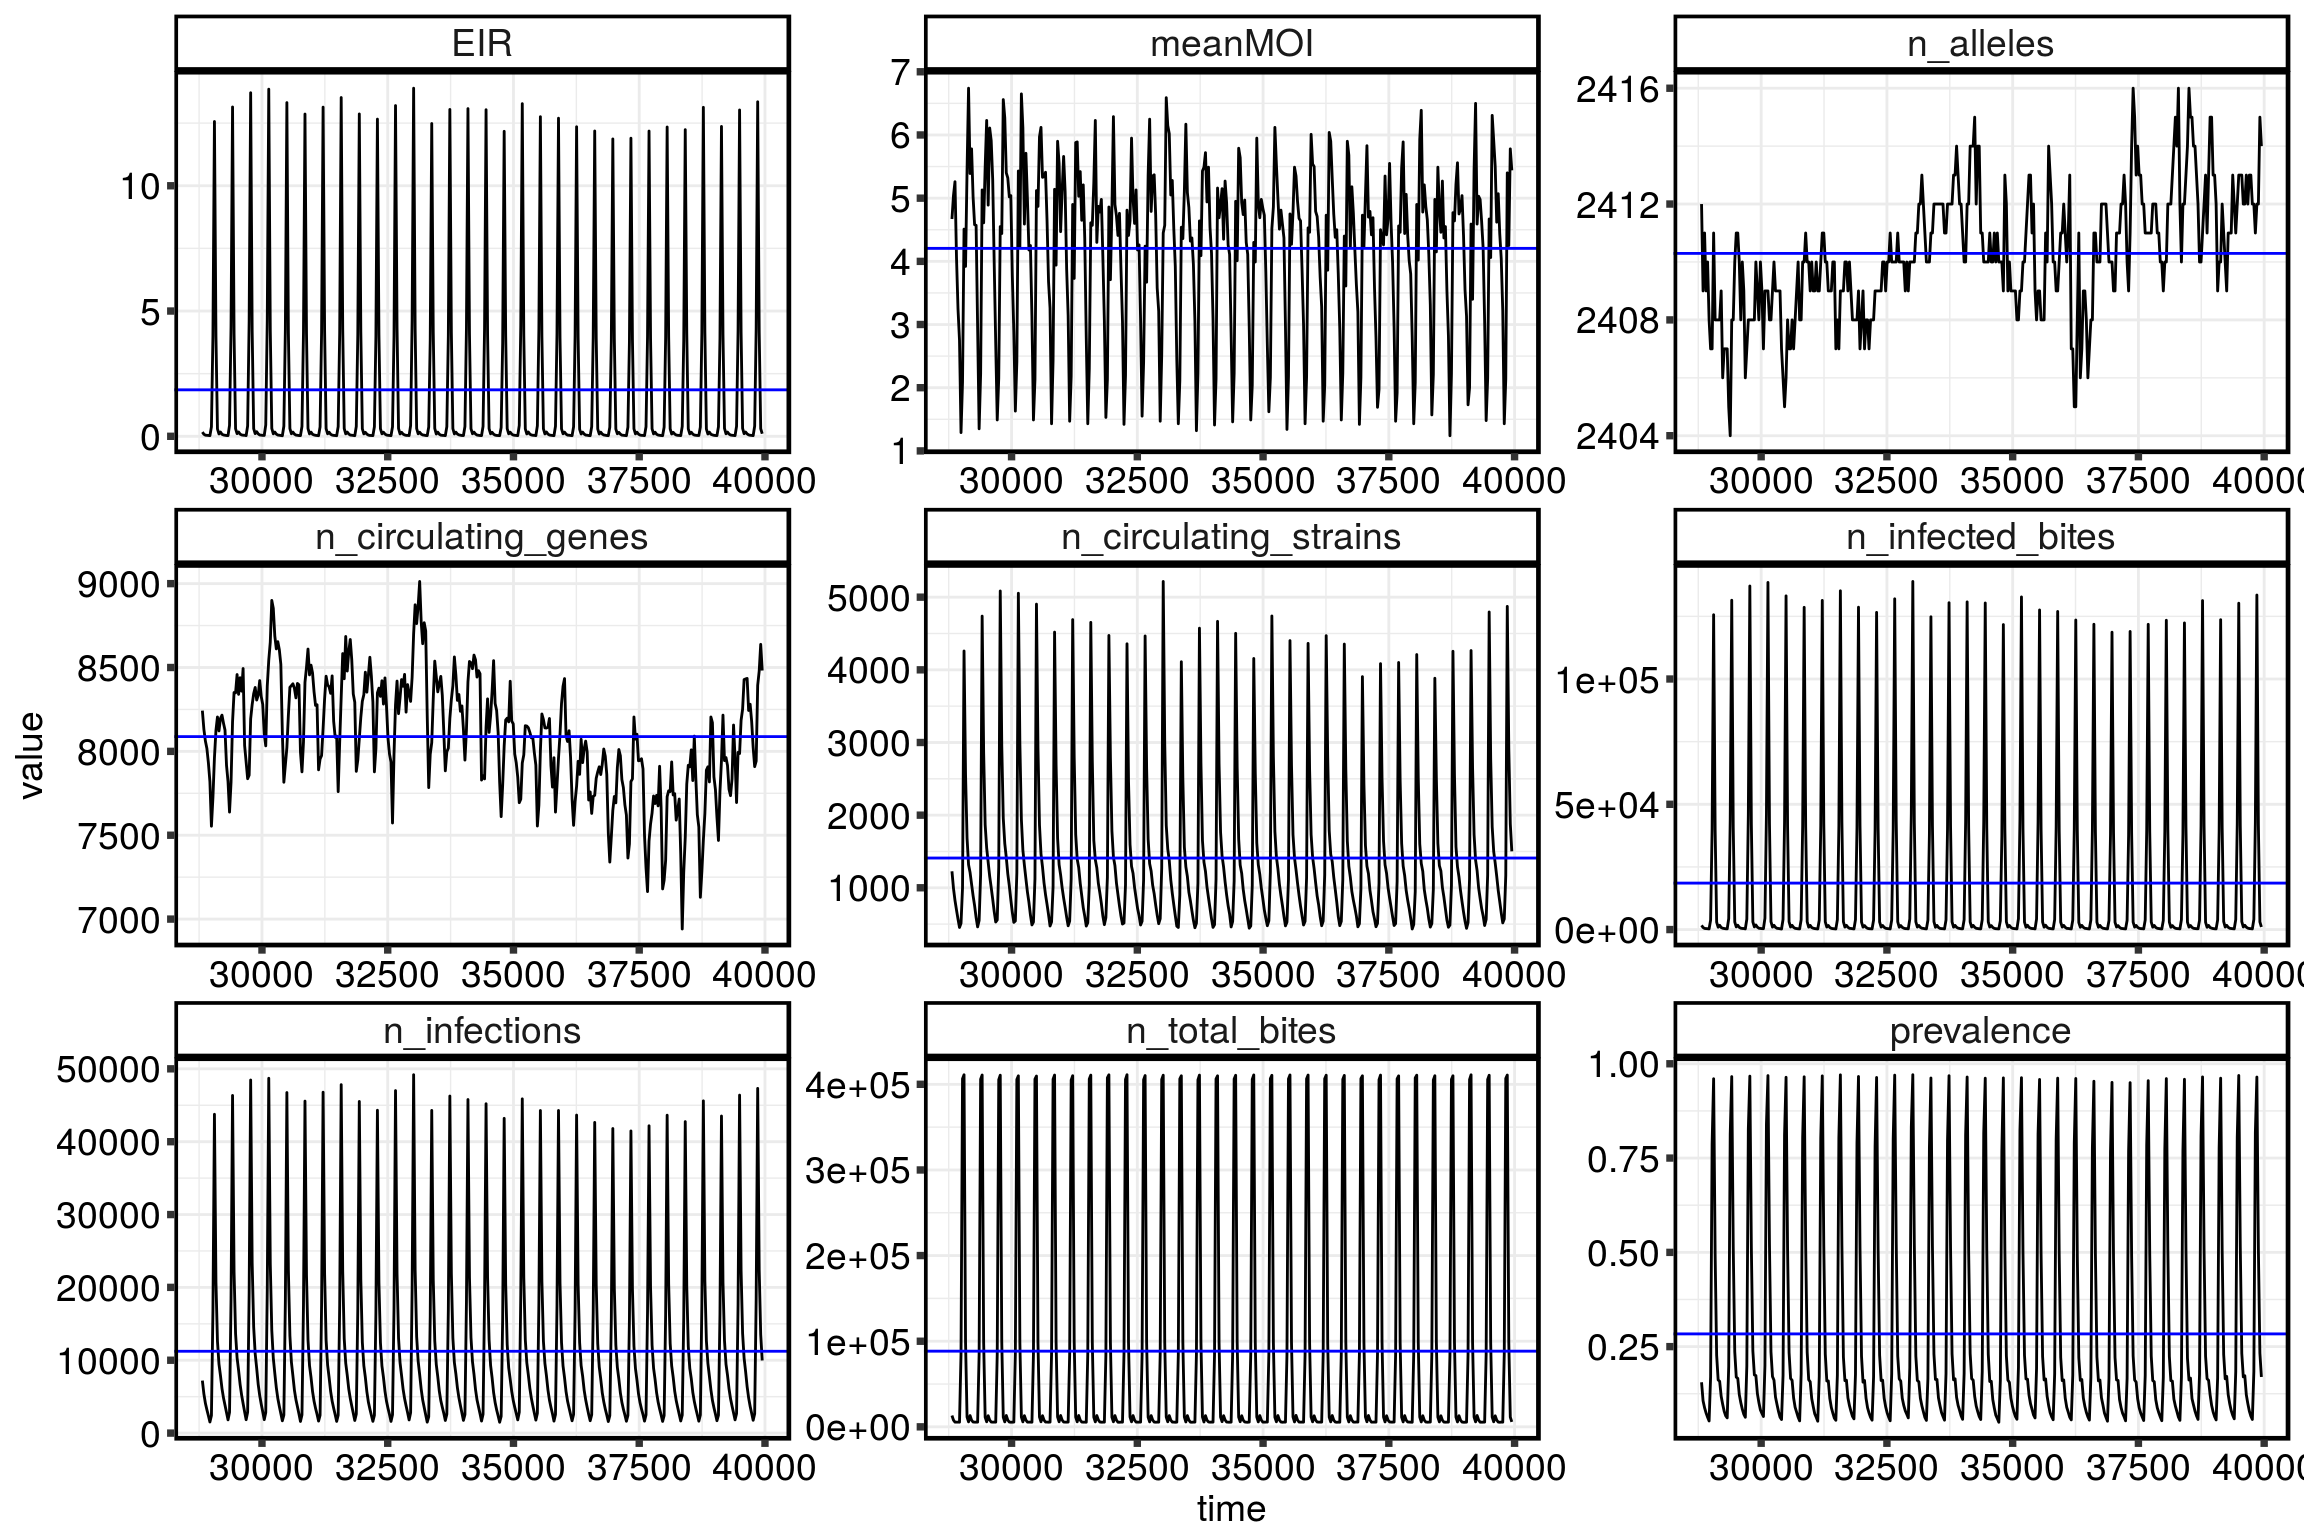 EIR
meanMOI
n_alleles
10
5
0
7
6
5
4
3
2
1
2416
2412
2408
2404
30000 32500 35000 37500 40000
30000 32500 35000 37500 40000
30000 32500 35000 37500 4000
n_circulating_genes
n_circulating_strains
n_infected_bites
value
9000
8500
8000
7500
7000
5000
4000
3000
2000
1000
1e+05
5e+04
0e+00
30000 32500 35000 37500 40000
30000 32500 35000 37500 40000
30000 32500 35000 37500 4000
n_infections
n_total_bites
prevalence
50000
40000
30000
20000
10000
0
4e+05
3e+05
2e+05
1e+05
0e+00
1.00
0.75
0.50
0.25
30000 32500 35000 37500 40000
30000 32500 35000 37500 40000
30000 32500 35000 37500 4000
time